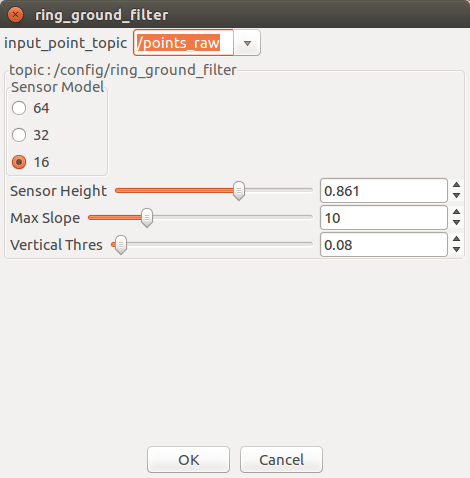 ring_ground_filter
input_point_topic /points_raw
topic : /config/ring_ground_filter
Sensor Model
64
32
16
Sensor Height 0.861
Max Slope 10
Vertical Thres 0.08
OK Cancel